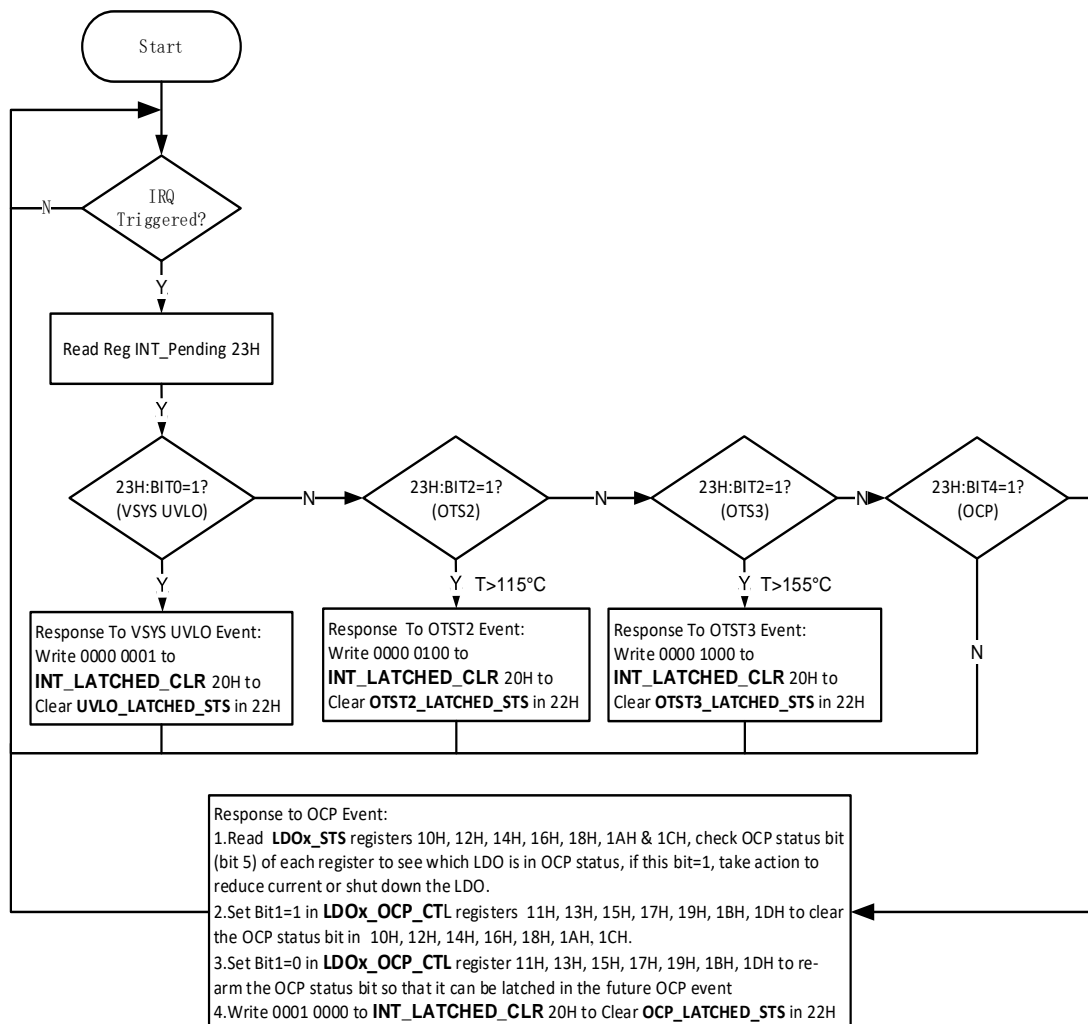 Start
IRQ
Triggered?
N
Y
Read Reg INT_Pending 23H
Y
23H:BIT0=1?
(VSYS UVLO)
N
23H:BIT2=1?
(OTS2)
N
23H:BIT2=1?
(OTS3)
N
23H:BIT4=1?
(OCP)
Y
Y T>115°C
Y T>155°C
N
Response To VSYS UVLO Event:
Write 0000 0001 to
INT_LATCHED_CLR 20H to
Clear UVLO_LATCHED_STS in 22H
Response To OTST2 Event:
Write 0000 0100 to
INT_LATCHED_CLR 20H to
Clear OTST2_LATCHED_STS in 22H
Response To OTST3 Event:
Write 0000 1000 to
INT_LATCHED_CLR 20H to
Clear OTST3_LATCHED_STS in 22H
Response to OCP Event:
1.Read LDOx_STS registers 10H, 12H, 14H, 16H, 18H, 1AH & 1CH, check OCP status bit
(bit 5) of each register to see which LDO is in OCP status, if this bit=1, take action to
reduce current or shut down the LDO.
2.Set Bit1=1 in LDOx_OCP_CTL registers 11H, 13H, 15H, 17H, 19H, 1BH, 1DH to clear
the OCP status bit in 10H, 12H, 14H, 16H, 18H, 1AH, 1CH.
3.Set Bit1=0 in LDOx_OCP_CTL register 11H, 13H, 15H, 17H, 19H, 1BH, 1DH to re-
arm the OCP status bit so that it can be latched in the future OCP event
4.Write 0001 0000 to INT_LATCHED_CLR 20H to Clear OCP_LATCHED_STS in 22H